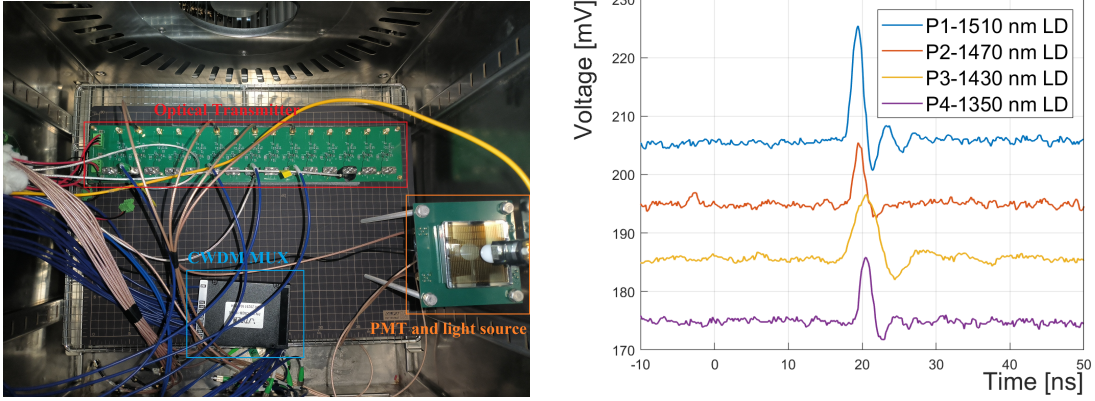 Optical Transmitter
CWDM MUX
PMT and light source
Voltage [mV]
230
220
210
200
190
180
170
-10
0
10
20
30
40
50
Time [ns]
P1-1510 nm LD
P2-1470 nm LD
P3-1430 nm LD
P4-1350 nm LD